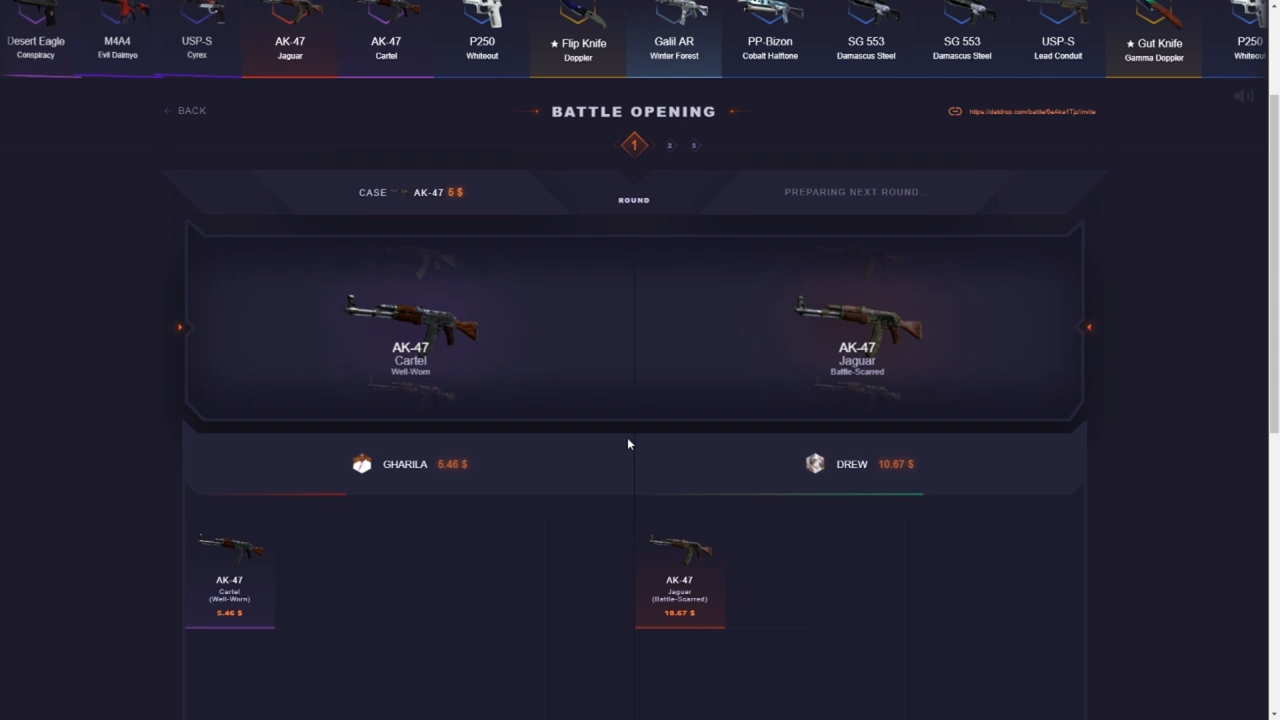 Desert Eagle
Conspiracy
M4A4
Evil Daimyo
USP-S
Cyrex
AK-47
Jaguar
AK-47
Cartel
P250
Whiteout
★ Flip Knife
Doppler
Galil AR
Winter Forest
PP-Bizon
Cobalt Halftone
SG 553
Damascus Steel
SG 553
Damascus Steel
USP-S
Lead Conduit
★ Gut Knife
Gamma Doppler
P250
Whiteout
← BACK
BATTLE OPENING
1 2 3
CASE AK-47 5 $
ROUND
PREPARING NEXT ROUND...
AK-47
Cartel
Well-Worn
AK-47
Jaguar
Battle-Scarred
GHARILA 5.46 $
DREW 10.67 $
AK-47
Cartel
(Well-Worn)
5.46 $
AK-47
Jaguar
(Battle-Scarred)
10.67 $